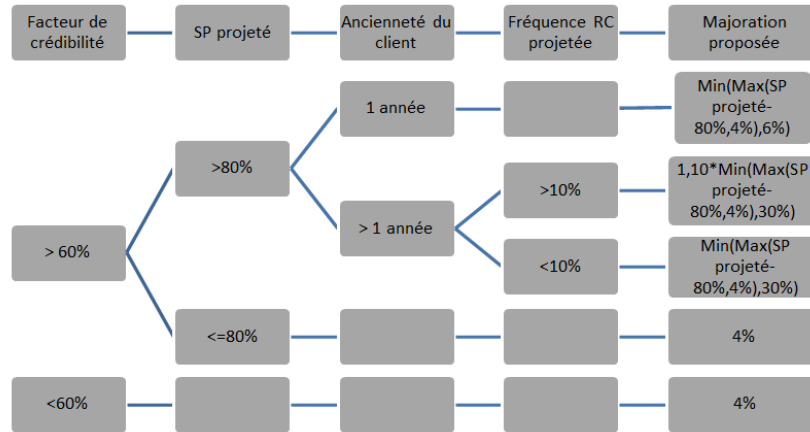 Facteur de
crédibilité
SP projeté
Ancienneté du
client
Fréquence RC
projetée
Majoration
proposée
> 60%
>80%
1 année
Min(Max(SP
projeté-
80%,4%),6%)
> 1 année
>10%
1,10*Min(Max(SP
projeté-
80%,4%),30%)
<10%
Min(Max(SP
projeté-
80%,4%),30%)
<=80%
4%
<60%
4%